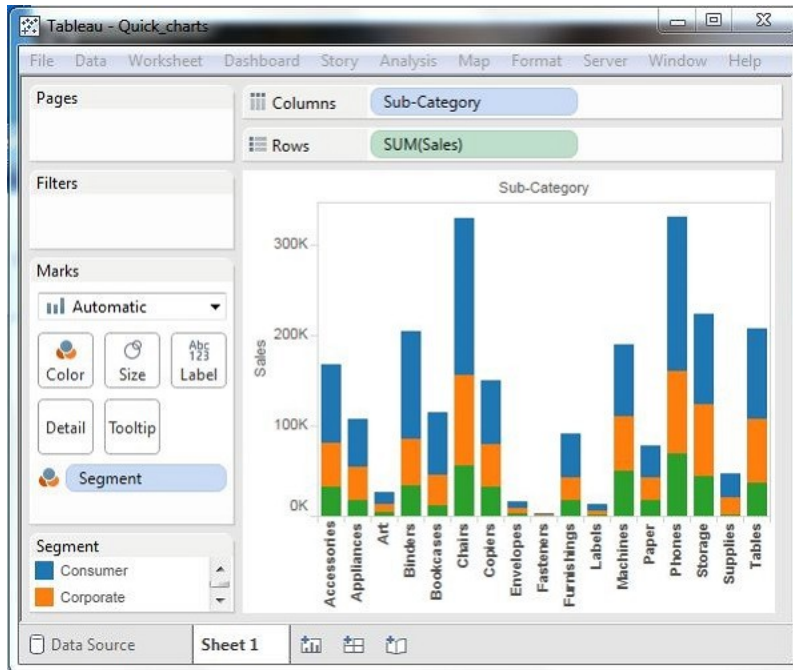 Tableau - Quick_charts
File Data Worksheet Dashboard Story Analysis Map Format Server Window Help
Pages
Columns Sub-Category
Rows SUM(Sales)
Filters
Sub-Category
Marks
Automatic
Color Size Abc 123 Label
Detail Tooltip
Segment
Segment
Consumer
Corporate
Sales
300K
200K
100K
0K
Accessories
Appliances
Art
Binders
Bookcases
Chairs
Copiers
Envelopes
Fasteners
Furnishings
Labels
Machines
Paper
Phones
Storage
Supplies
Tables
Data Source Sheet 1